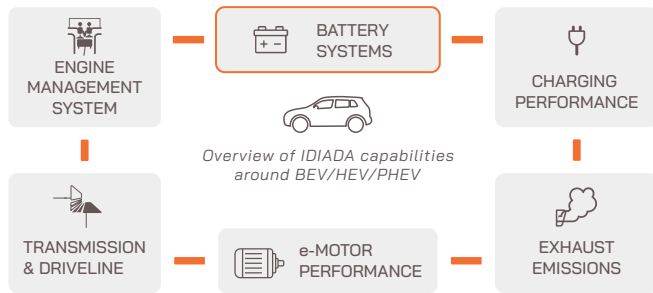 ENGINE
MANAGEMENT
SYSTEM
BATTERY
SYSTEMS
CHARGING
PERFORMANCE
Overview of IDIADA capabilities
around BEV/HEV/PHEV
TRANSMISSION
& DRIVELINE
e-MOTOR
PERFORMANCE
EXHAUST
EMISSIONS